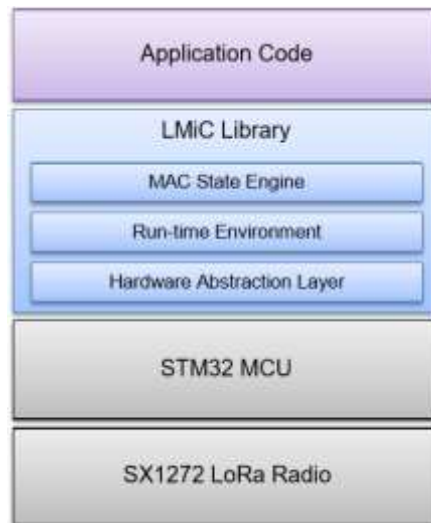 Application Code
LMiC Library
MAC State Engine
Run-time Environment
Hardware Abstraction Layer
STM32 MCU
SX1272 LoRa Radio